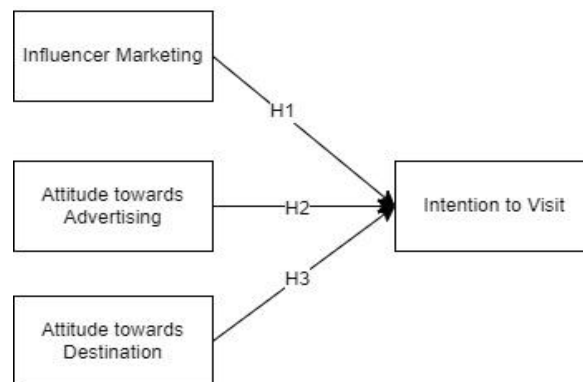 Influencer Marketing
H1
Attitude towards
Advertising
H2
Intention to Visit
H3
Attitude towards
Destination